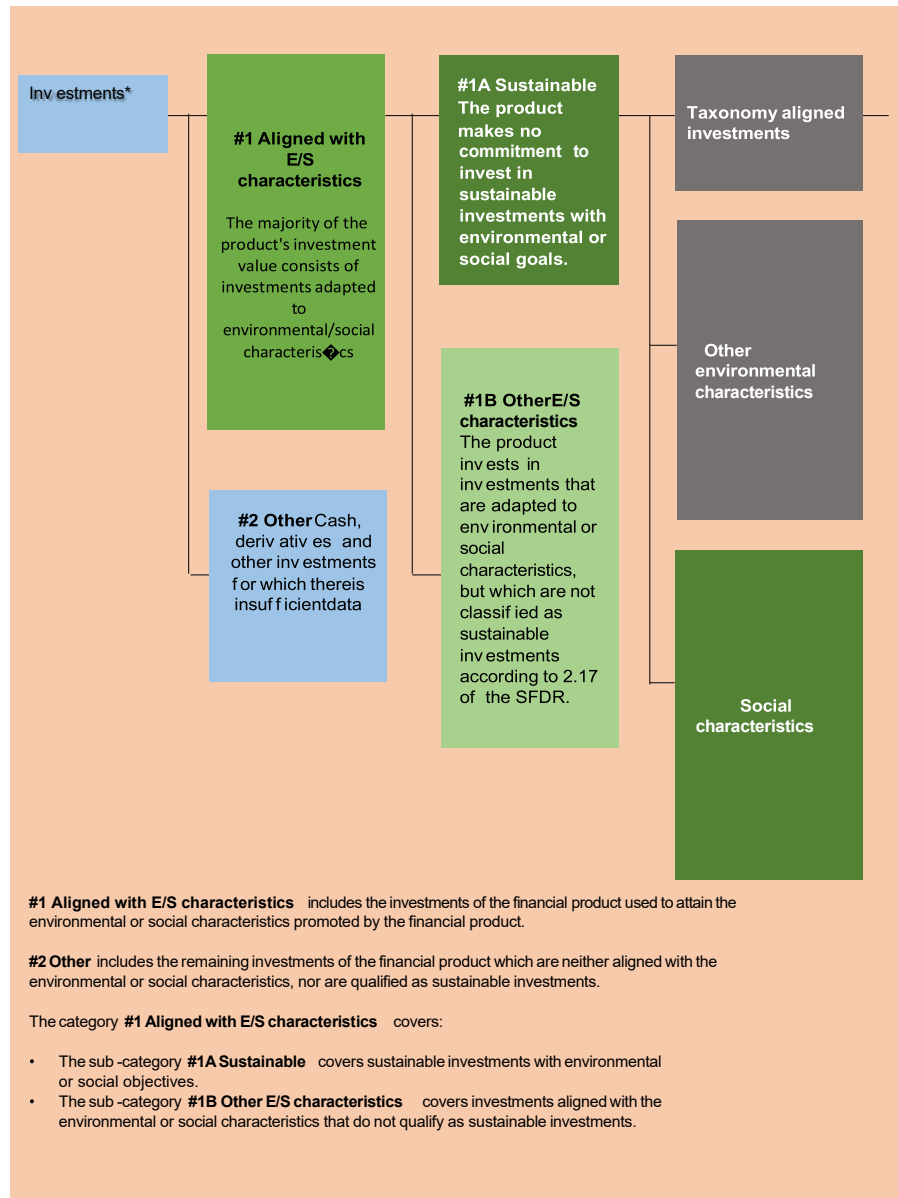 Inv estments*
#1 Aligned with
E/S
characteristics
The majority of the
product's investment
value consists of
investments adapted
to
environmental/social
characteris�cs
#2 Other Cash,
deriv ativ es and
other inv estments
f or which thereis
insuf f icientdata
#1A Sustainable
The product
makes no
commitment to
invest in
sustainable
investments with
environmental or
social goals.
#1B OtherE/S
characteristics
The product
inv ests in
inv estments that
are adapted to
env ironmental or
social
characteristics,
but which are not
classif ied as
sustainable
inv estments
according to 2.17
of the SFDR.
Taxonomy aligned
investments
Other
environmental
characteristics
Social
characteristics
#1 Aligned with E/S characteristics includes the investments of the financial product used to attain the
environmental or social characteristics promoted by the financial product.
#2 Other includes the remaining investments of the financial product which are neither aligned with the
environmental or social characteristics, nor are qualified as sustainable investments.
The category #1 Aligned with E/S characteristics covers:
• The sub -category #1A Sustainable covers sustainable investments with environmental
or social objectives.
• The sub -category #1B Other E/S characteristics covers investments aligned with the
environmental or social characteristics that do not qualify as sustainable investments.